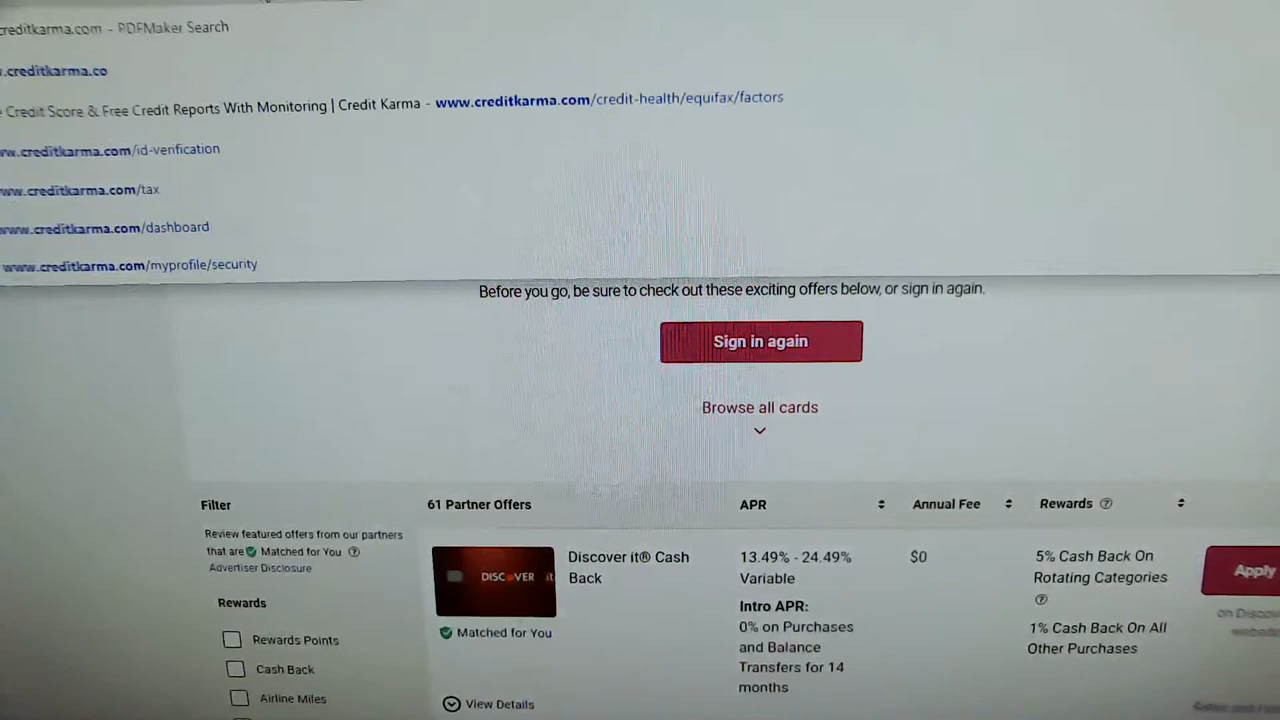 creditkarma.com - PDFMaker Search
.creditkarma.co
Credit Score & Free Credit Reports With Monitoring | Credit Karma - www.creditkarma.com/credit-health/equifax/factors
ww.creditkarma.com/id-verification
www.creditkarma.com/tax
www.creditkarma.com/dashboard
www.creditkarma.com/myprofile/security
Before you go, be sure to check out these exciting offers below, or sign in again.
Sign in again
Browse all cards
Filter
61 Partner Offers
APR
Annual Fee
Rewards ?
Review featured offers from our partners
that are Matched for You ?
Advertiser Disclosure
Rewards
Rewards Points
Cash Back
Airline Miles
DISCOVER it
Matched for You
View Details
Discover it® Cash
Back
13.49% - 24.49%
Variable
Intro APR:
0% on Purchases
and Balance
Transfers for 14
months
$0
5% Cash Back On
Rotating Categories
?
1% Cash Back On All
Other Purchases
Apply
on Discov